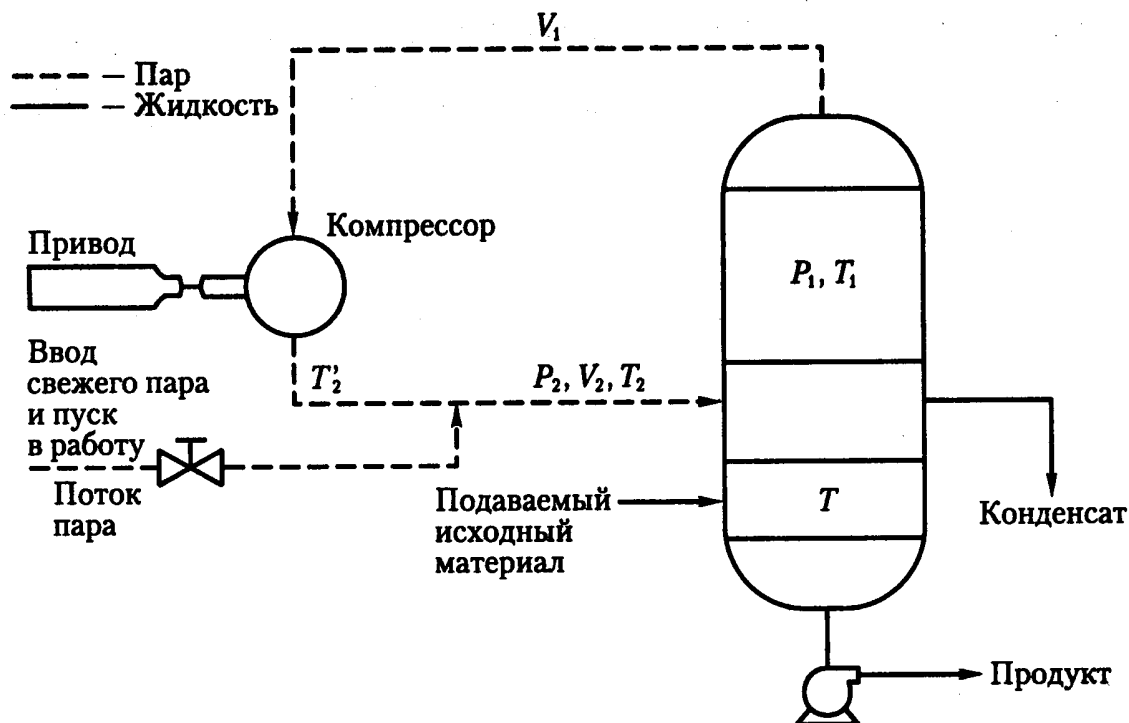 V₁
— Пар
— Жидкость
Компрессор
Привод
P₁, T₁
Ввод
свежего пара
и пуск
в работу
T'₂
P₂, V₂, T₂
Поток
пара
Подаваемый
исходный
материал
T
Конденсат
Продукт